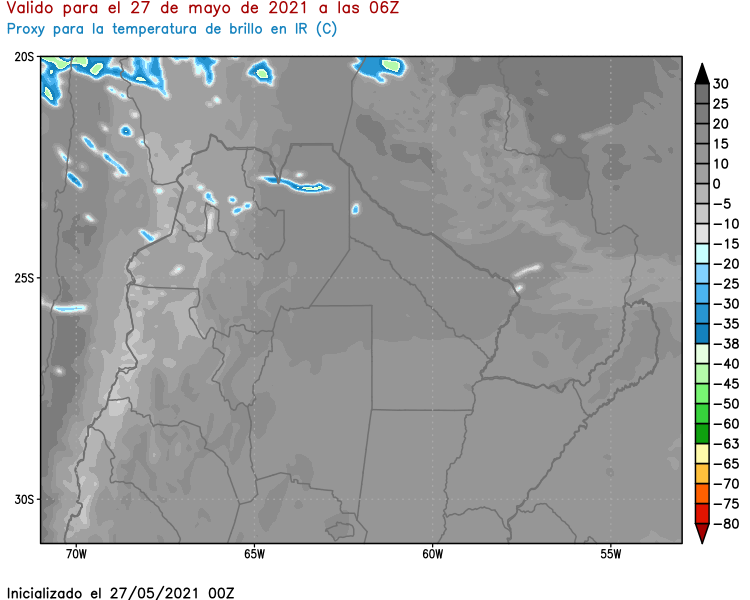 Valido para el 27 de mayo de 2021 a las 06Z
Proxy para la temperatura de brillo en IR (C)
20S
25S
30S
70W
65W
60W
55W
30
25
20
15
10
0
-5
-10
-15
-20
-25
-30
-35
-38
-40
-45
-50
-60
-63
-65
-70
-75
-80
Inicializado el 27/05/2021 00Z